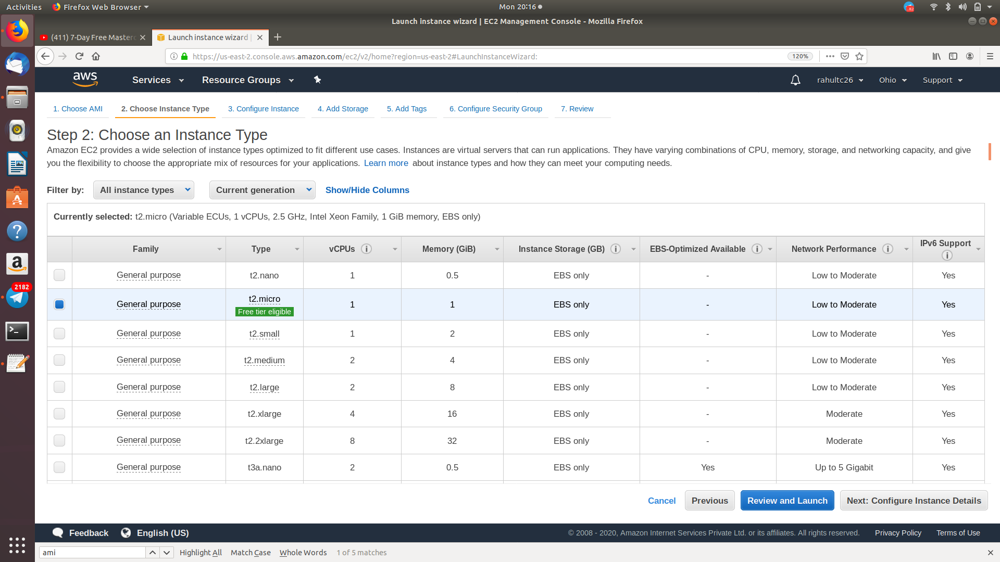 Activities Firefox Web Browser Mon 20:16
82
Launch instance wizard | EC2 Management Console - Mozilla Firefox
(411) 7-Day Free Masterc Launch instance wizard |
https://us-east-2.console.aws.amazon.com/ec2/v2/home?region=us-east-2#LaunchInstanceWizard: 120%
aws Services Resource Groups rahultc26 Ohio Support
1. Choose AMI 2. Choose Instance Type 3. Configure Instance 4. Add Storage 5. Add Tags 6. Configure Security Group 7. Review
Step 2: Choose an Instance Type
Amazon EC2 provides a wide selection of instance types optimized to fit different use cases. Instances are virtual servers that can run applications. They have varying combinations of CPU, memory, storage, and networking capacity, and give
you the flexibility to choose the appropriate mix of resources for your applications. Learn more about instance types and how they can meet your computing needs.
Filter by: All instance types Current generation Show/Hide Columns
Currently selected: t2.micro (Variable ECUs, 1 vCPUs, 2.5 GHz, Intel Xeon Family, 1 GiB memory, EBS only)
Family Type vCPUs Memory (GiB) Instance Storage (GB) EBS-Optimized Available Network Performance IPv6 Support
General purpose t2.nano 1 0.5 EBS only - Low to Moderate Yes
General purpose t2.micro 1 1 EBS only - Low to Moderate Yes
Free tier eligible
General purpose t2.small 1 2 EBS only - Low to Moderate Yes
General purpose t2.medium 2 4 EBS only - Low to Moderate Yes
General purpose t2.large 2 8 EBS only - Low to Moderate Yes
General purpose t2.xlarge 4 16 EBS only - Moderate Yes
General purpose t2.2xlarge 8 32 EBS only - Moderate Yes
General purpose t3a.nano 2 0.5 EBS only Yes Up to 5 Gigabit Yes
2182
Cancel Previous Review and Launch Next: Configure Instance Details
Feedback English (US) © 2008 - 2020, Amazon Internet Services Private Ltd. or its affiliates. All rights reserved. Privacy Policy Terms of Use
ami Highlight All Match Case Whole Words 1 of 5 matches